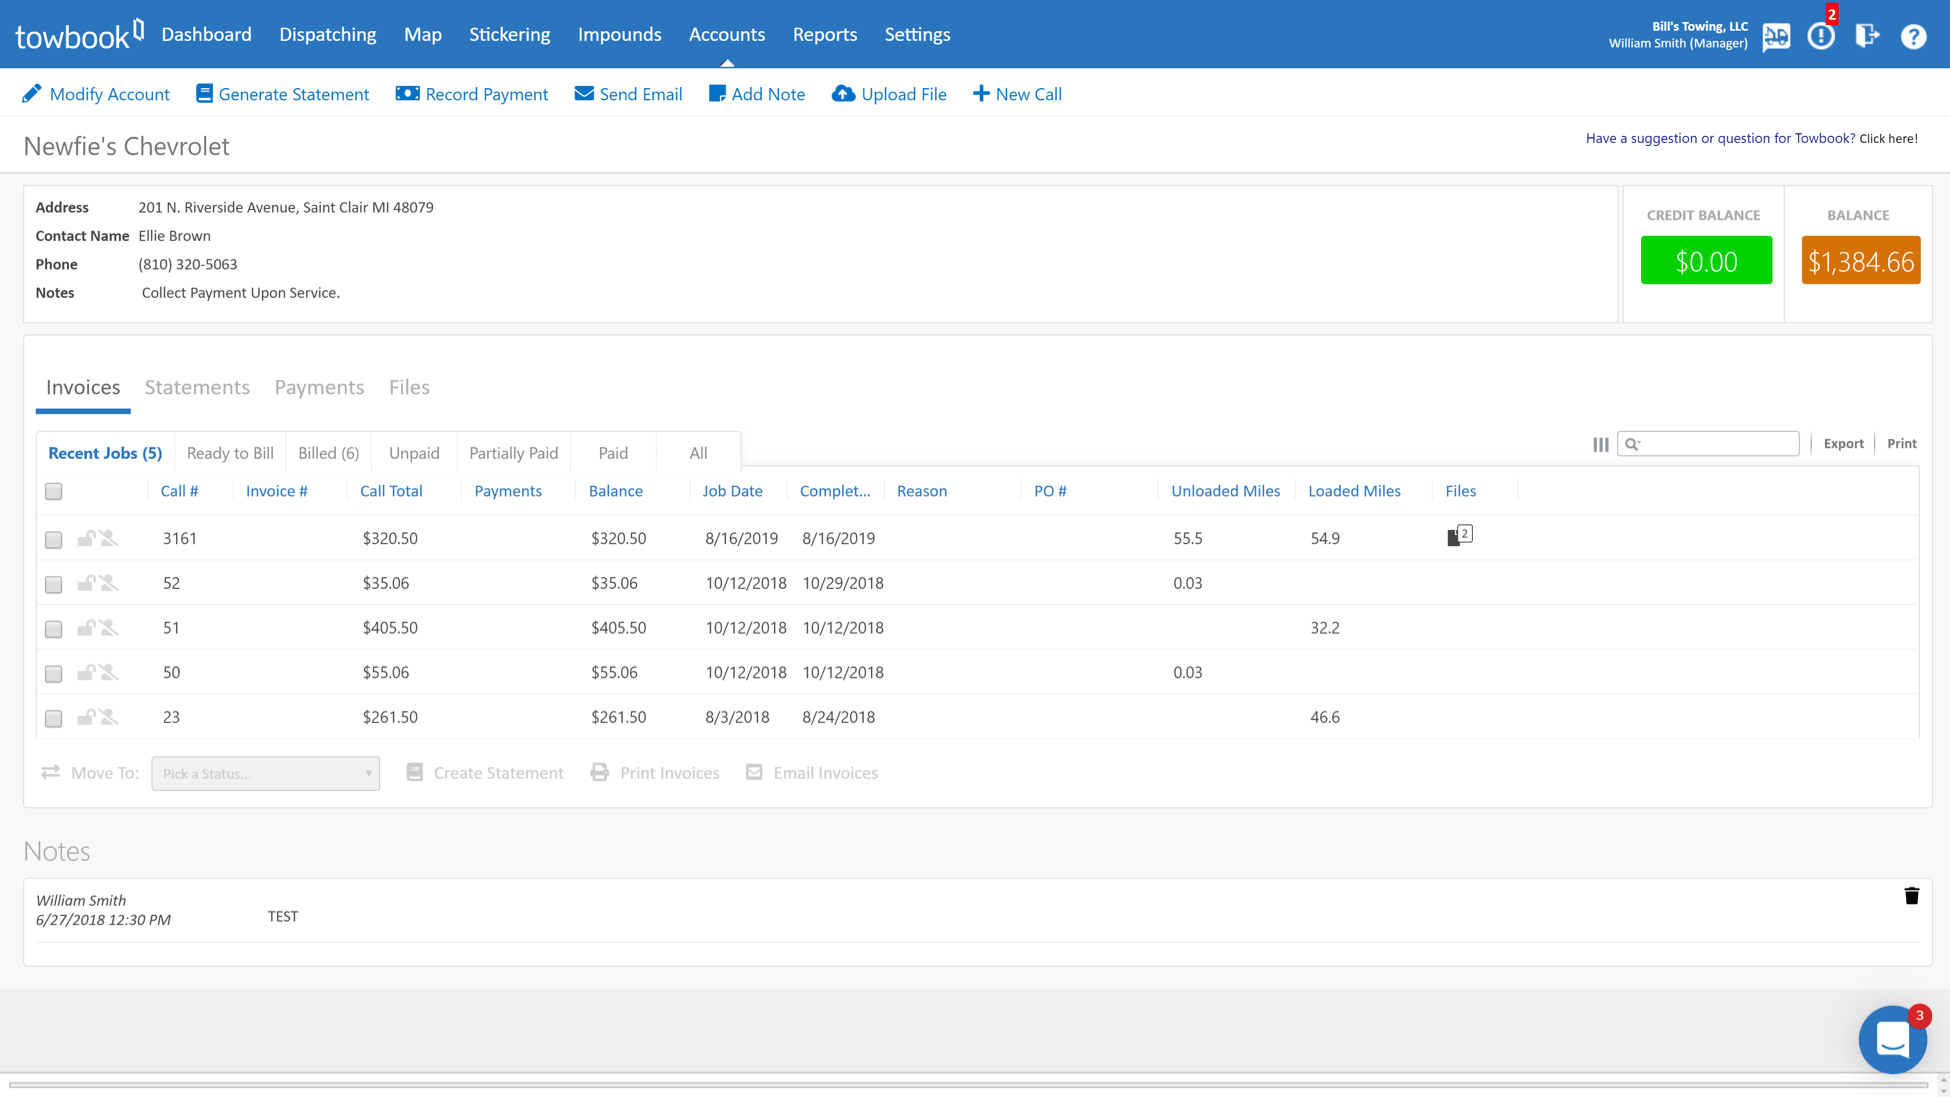 towbook Dashboard Dispatching Map Stickering Impounds Accounts Reports Settings
Bill's Towing, LLC
William Smith (Manager)
2
Modify Account Generate Statement Record Payment Send Email Add Note Upload File New Call
Newfie's Chevrolet
Have a suggestion or question for Towbook? Click here!
Address 201 N. Riverside Avenue, Saint Clair MI 48079
Contact Name Ellie Brown
Phone (810) 320-5063
Notes Collect Payment Upon Service.
CREDIT BALANCE BALANCE
$0.00 $1,384.66
Invoices Statements Payments Files
Recent Jobs (5) Ready to Bill Billed (6) Unpaid Partially Paid Paid All
Export Print
Call # Invoice # Call Total Payments Balance Job Date Complet... Reason PO # Unloaded Miles Loaded Miles Files
3161 $320.50 $320.50 8/16/2019 8/16/2019 55.5 54.9 2
52 $35.06 $35.06 10/12/2018 10/29/2018 0.03
51 $405.50 $405.50 10/12/2018 10/12/2018 32.2
50 $55.06 $55.06 10/12/2018 10/12/2018 0.03
23 $261.50 $261.50 8/3/2018 8/24/2018 46.6
Move To: Pick a Status... Create Statement Print Invoices Email Invoices
Notes
William Smith
6/27/2018 12:30 PM
TEST
3